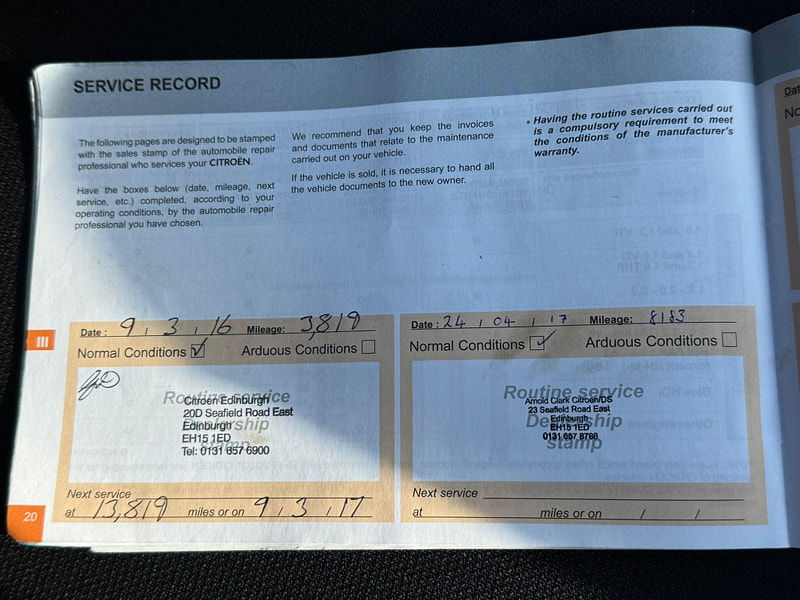 SERVICE RECORD
The following pages are designed to be stamped
with the sales stamp of the automobile repair
professional who services your CITROËN.
Have the boxes below (date, mileage, next
service, etc.) completed, according to your
operating conditions, by the automobile repair
professional you have chosen.
We recommend that you keep the invoices
and documents that relate to the maintenance
carried out on your vehicle.
If the vehicle is sold, it is necessary to hand all
the vehicle documents to the new owner.
• Having the routine services carried out
is a compulsory requirement to meet
the conditions of the manufacturer's
warranty.
III
Date : 9 , 3 , 16 Mileage: 3,819
Normal Conditions ✓ Arduous Conditions
Routine service
Dealership
stamp
Citroen Edinburgh
20D Seafield Road East
Edinburgh
EH15 1ED
Tel: 0131 657 6900
Next service
at 13,819 miles or on 9 , 3 , 17
Date : 24 / 04 / 17 Mileage: 8183
Normal Conditions ✓ Arduous Conditions
Routine service
Dealership
stamp
Arnold Clark Citroen/DS
23 Seafield Road East
Edinburgh
EH15 1ED
0131 657 8788
Next service
at miles or on / /
20
Dat
No